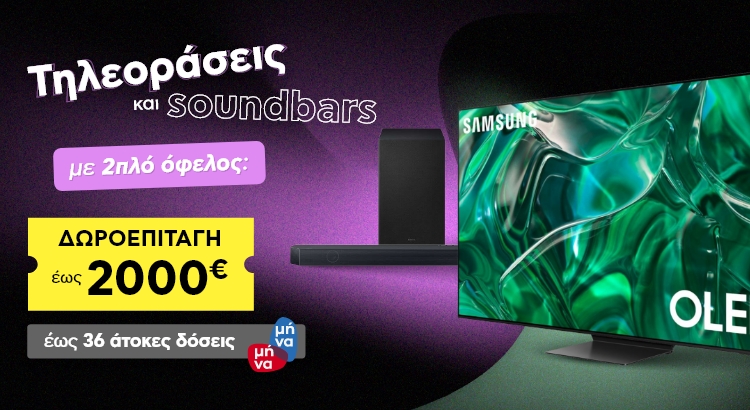 Τηλεοράσεις
και soundbars
με 2πλό όφελος:
ΔΩΡΟΕΠΙΤΑΓΗ
έως 2000€
έως 36 άτοκες δόσεις
μή
να
μή
να
SAMSUNG
OLE